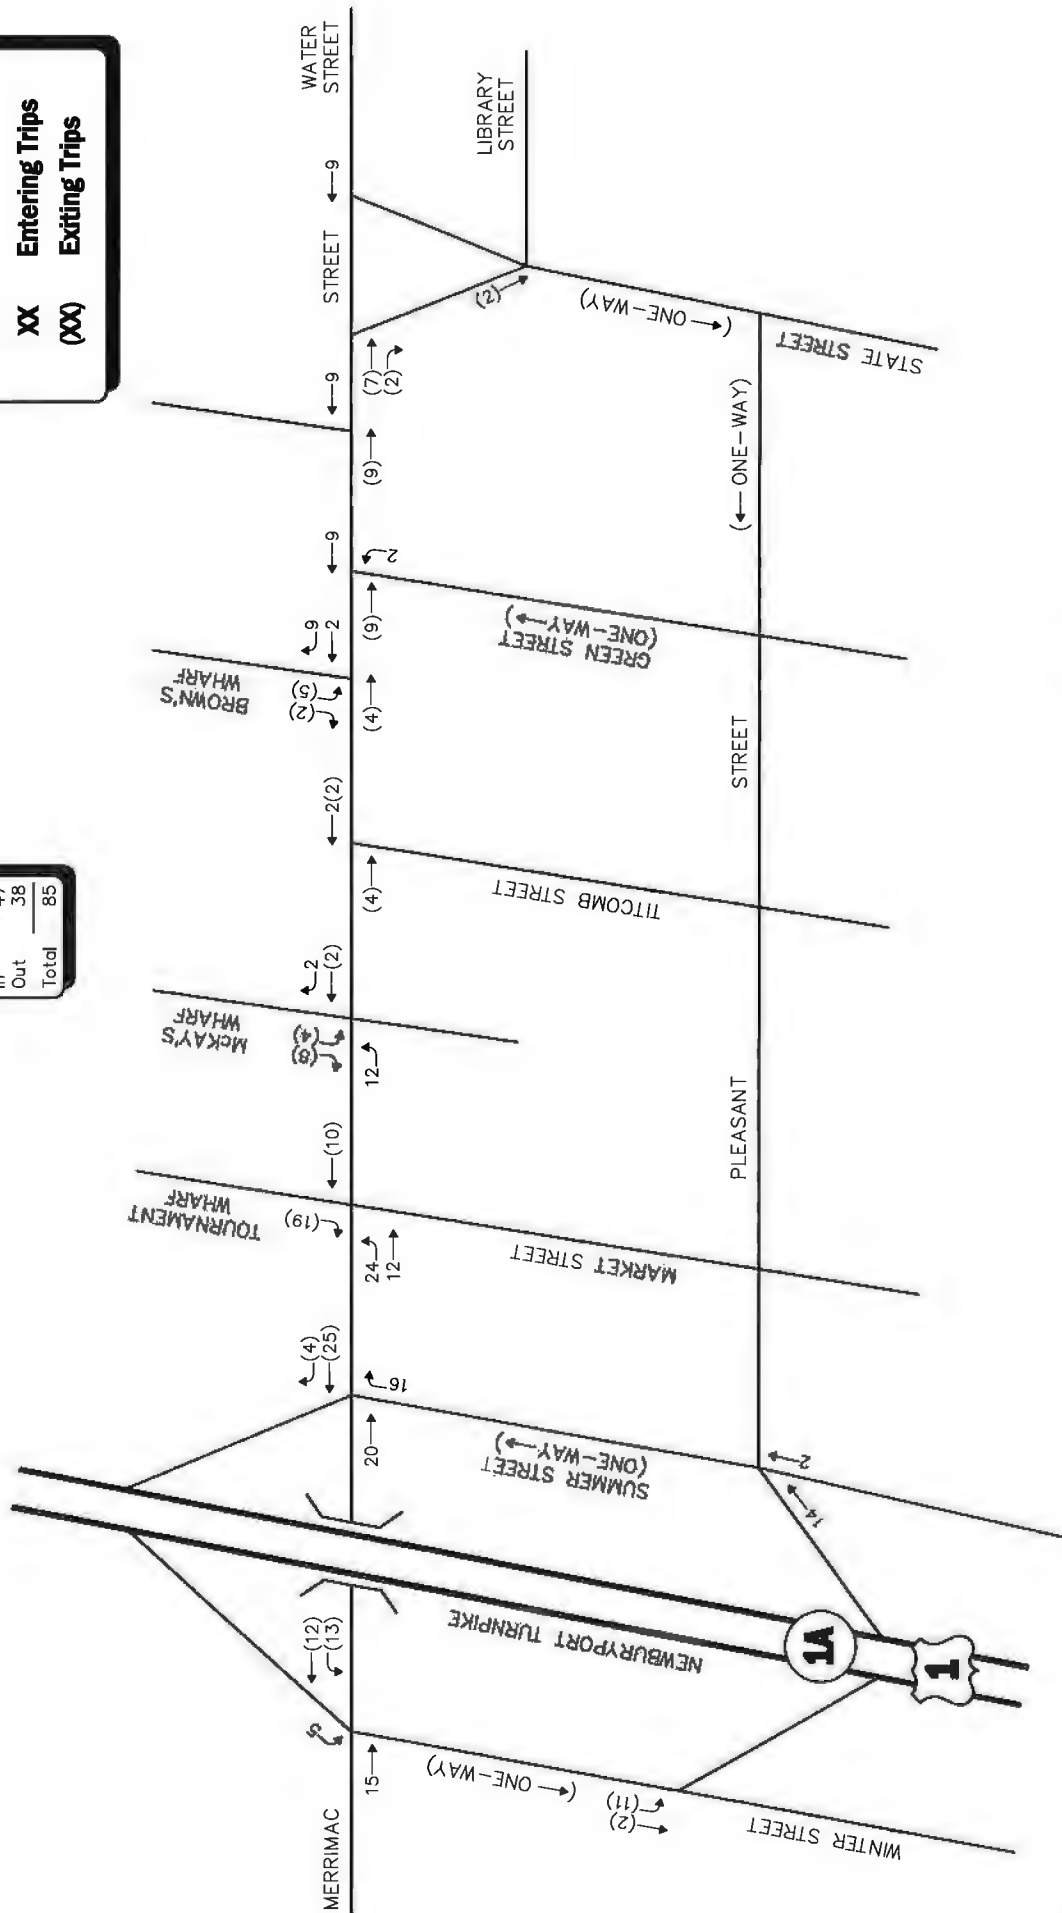 XX Entering Trips
(XX) Exiting Trips
Out 38
Total 85
WATER
STREET
LIBRARY
STREET
9
STREET
9
(7)
(2)
(2)
(ONE-WAY)
STATE STREET
(9)
9
2
(9)
GREEN STREET
(ONE-WAY)
(ONE-WAY)
9
2
BROWN'S
WHARF
(5)
(2)
(4)
2(2)
(4)
TITCOMB STREET
STREET
2
(2)
McKAY'S
WHARF
(4)
(8)
12
(10)
TOURNAMENT
WHARF
(19)
24
12
MARKET STREET
PLEASANT
(4)
(25)
16
20
SUMMER STREET
(ONE-WAY)
2
14
NEWBURYPORT TURNPIKE
1A
1
(12)
(13)
5
15
(ONE-WAY)
(11)
(2)
WINTER STREET
MERRIMAC